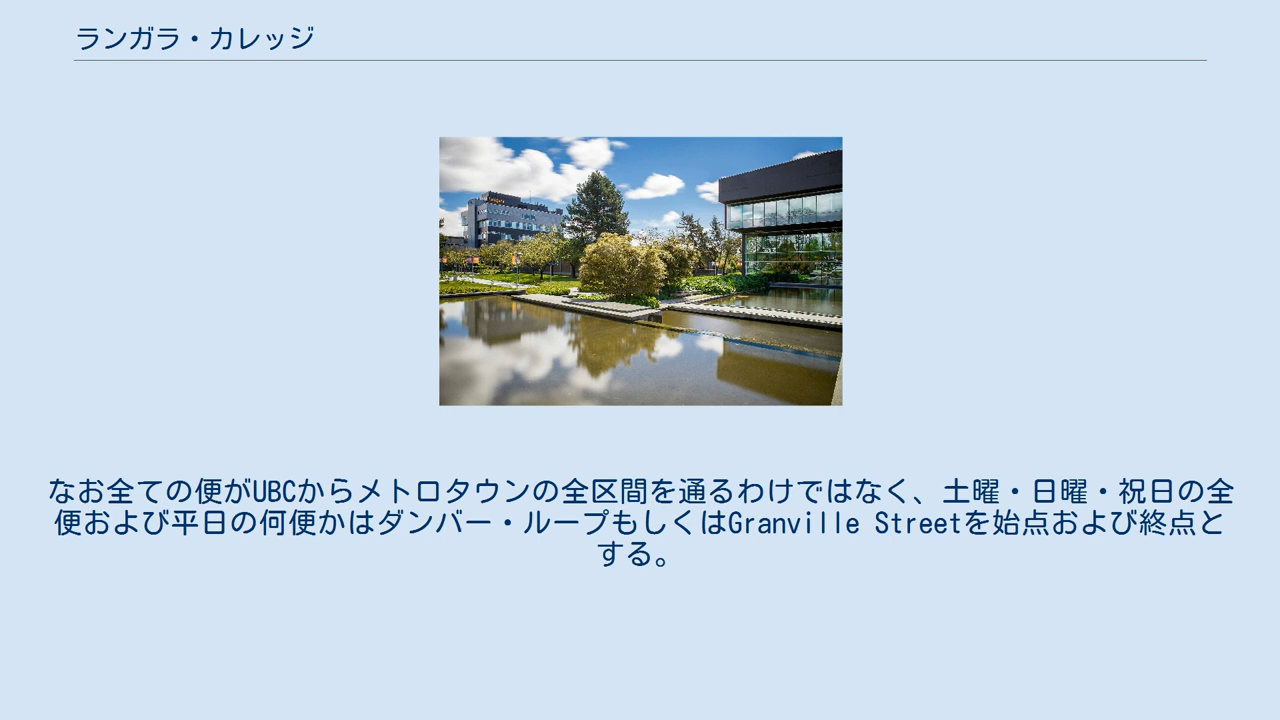 ランガラ・カレッジ
なお全ての便がUBCからメトロタウンの全区間を通るわけではなく、土曜・日曜・祝日の全
便および平日の何便かはダンバー・ループもしくはGranville Streetを始点および終点と
する。